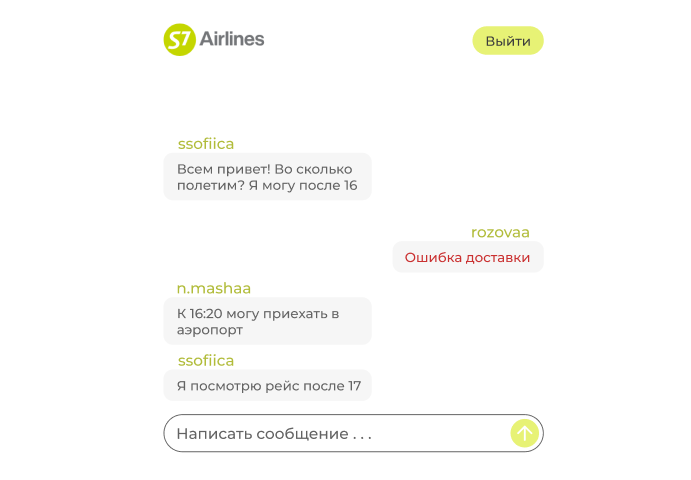 S7 Airlines
Выйти
ssofiica
Всем привет! Во сколько
полетим? Я могу после 16
rozovaa
Ошибка доставки
n.mashaa
К 16:20 могу приехать в
аэропорт
ssofiica
Я посмотрю рейс после 17
Написать сообщение . . .